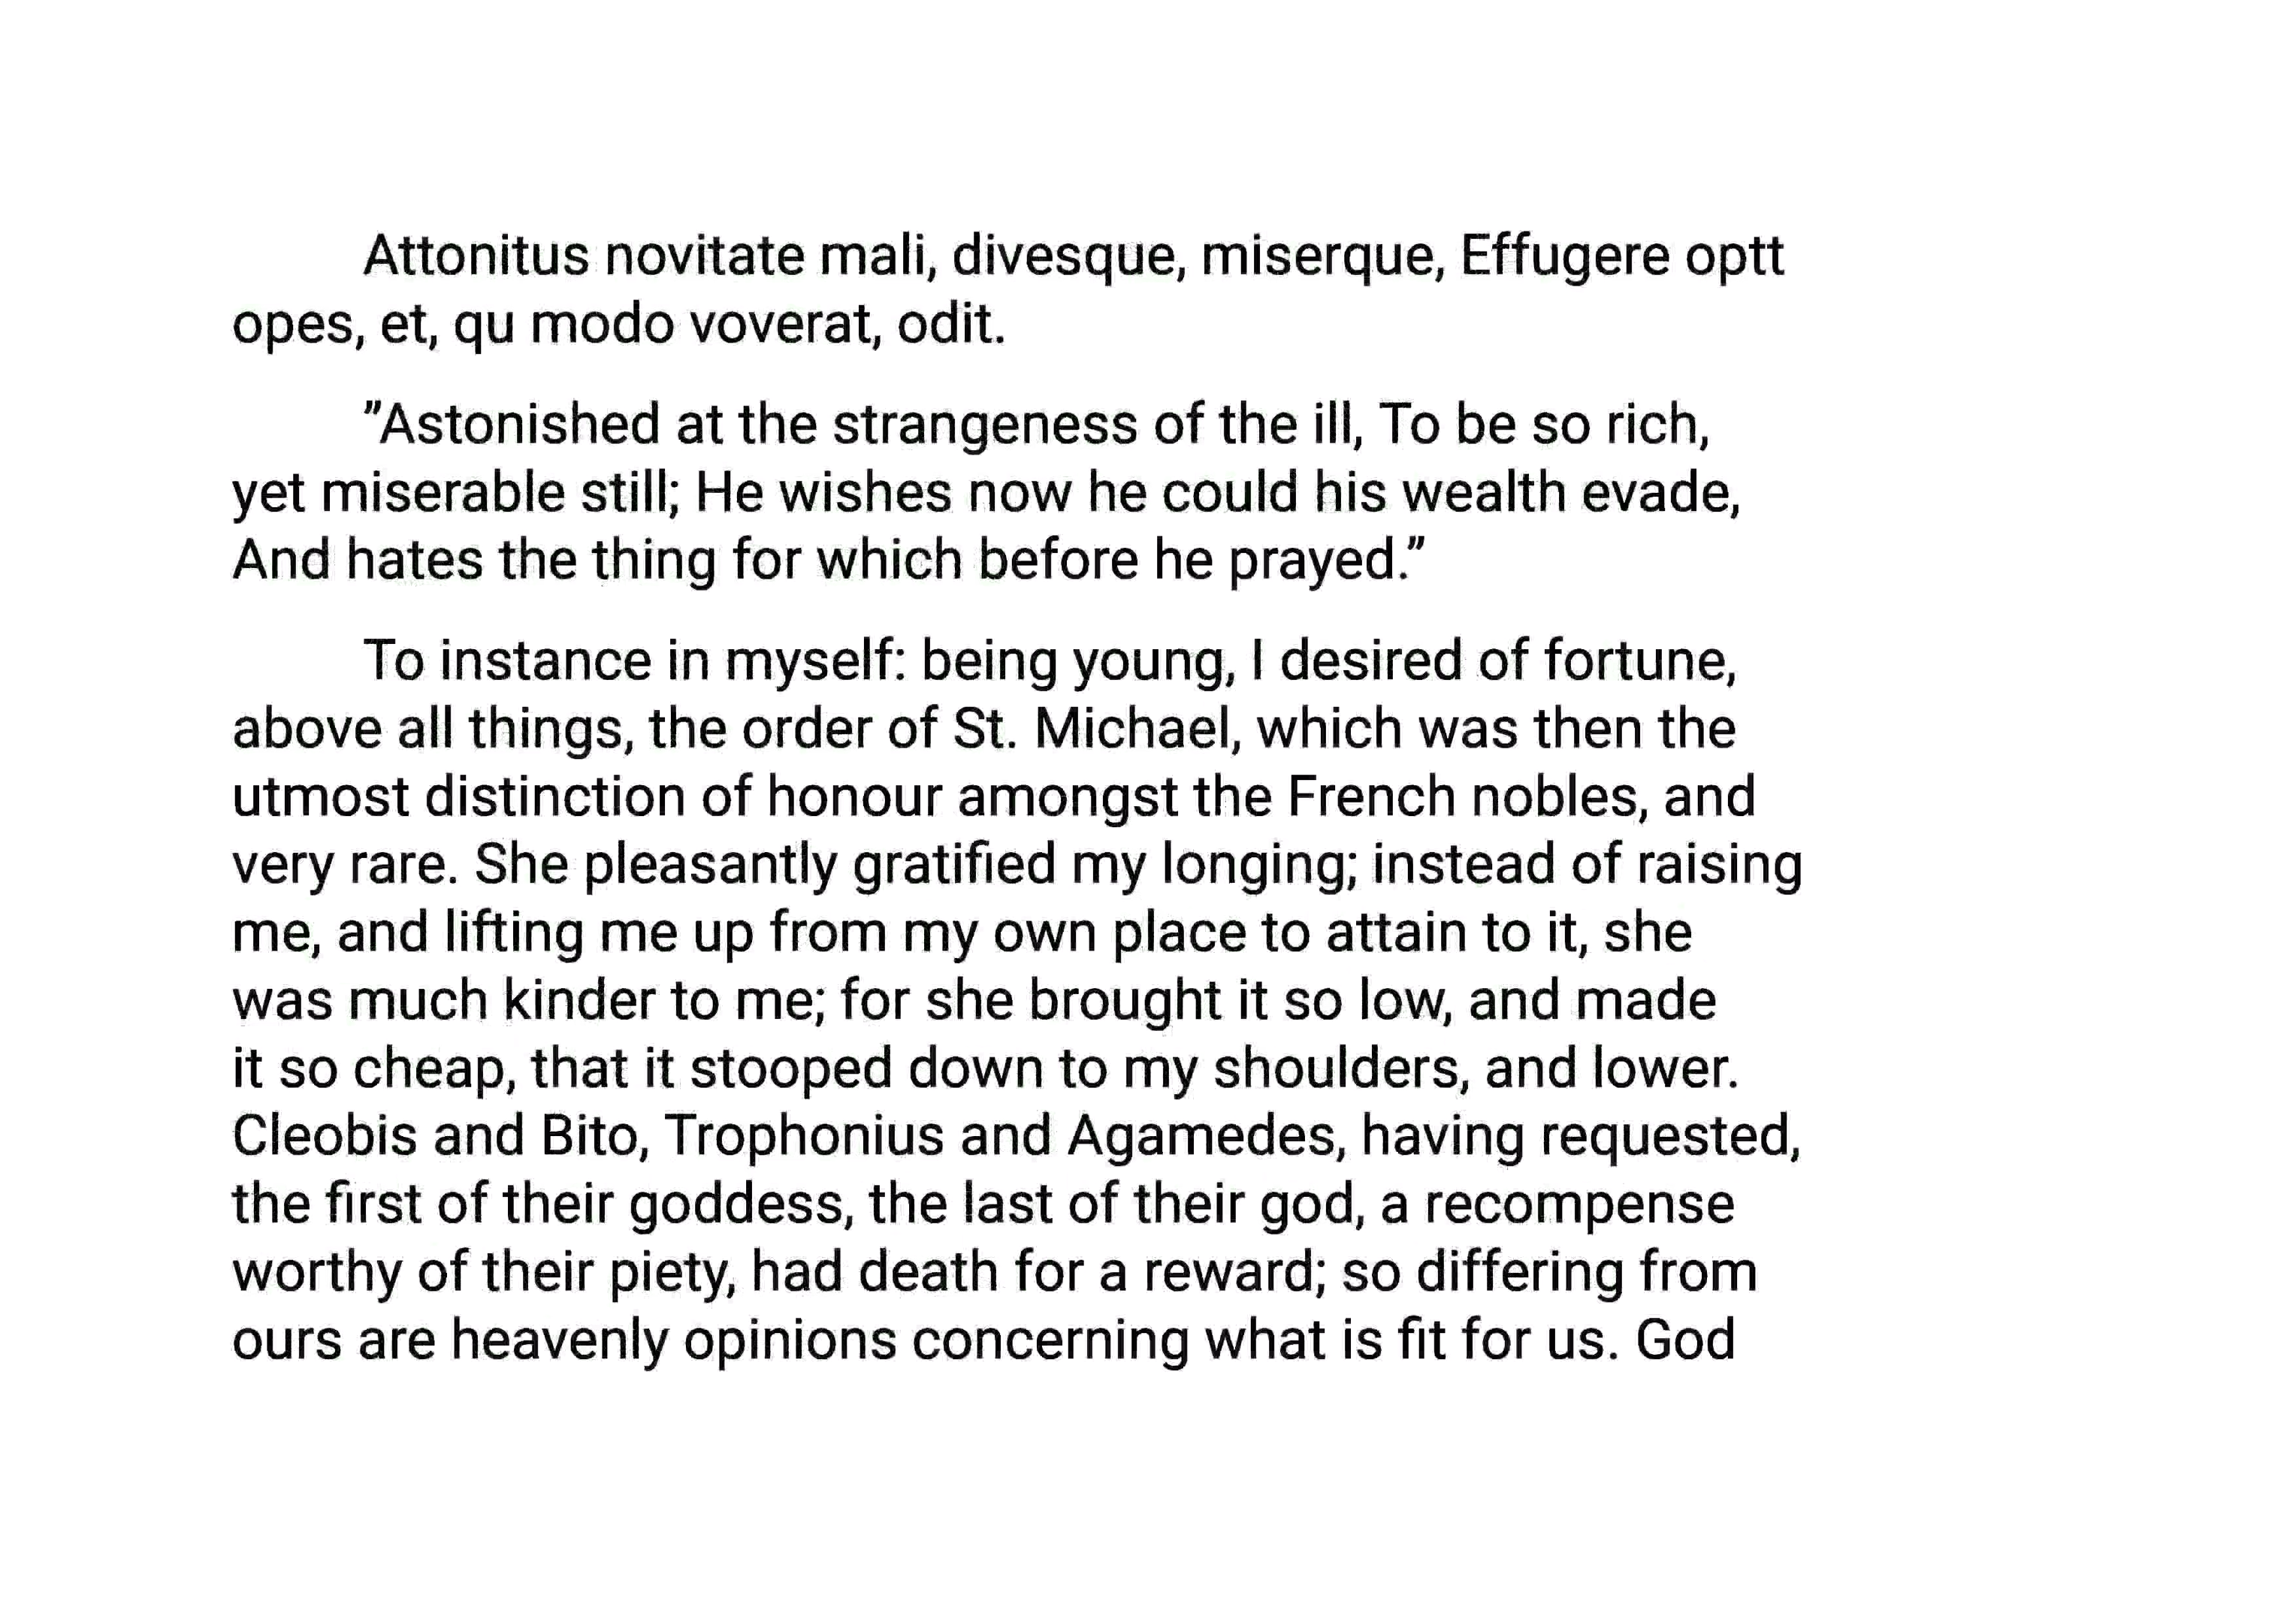 Attonitus novitate mali, divesque, miserque, Effugere optt
opes, et, qu modo voverat, odit.
”Astonished at the strangeness of the ill, To be so rich,
yet miserable still; He wishes now he could his wealth evade,
And hates the thing for which before he prayed.”
To instance in myself: being young, I desired of fortune,
above all things, the order of St. Michael, which was then the
utmost distinction of honour amongst the French nobles, and
very rare. She pleasantly gratified my longing; instead of raising
me, and lifting me up from my own place to attain to it, she
was much kinder to me; for she brought it so low, and made
it so cheap, that it stooped down to my shoulders, and lower.
Cleobis and Bito, Trophonius and Agamedes, having requested,
the first of their goddess, the last of their god, a recompense
worthy of their piety, had death for a reward; so differing from
ours are heavenly opinions concerning what is fit for us. God